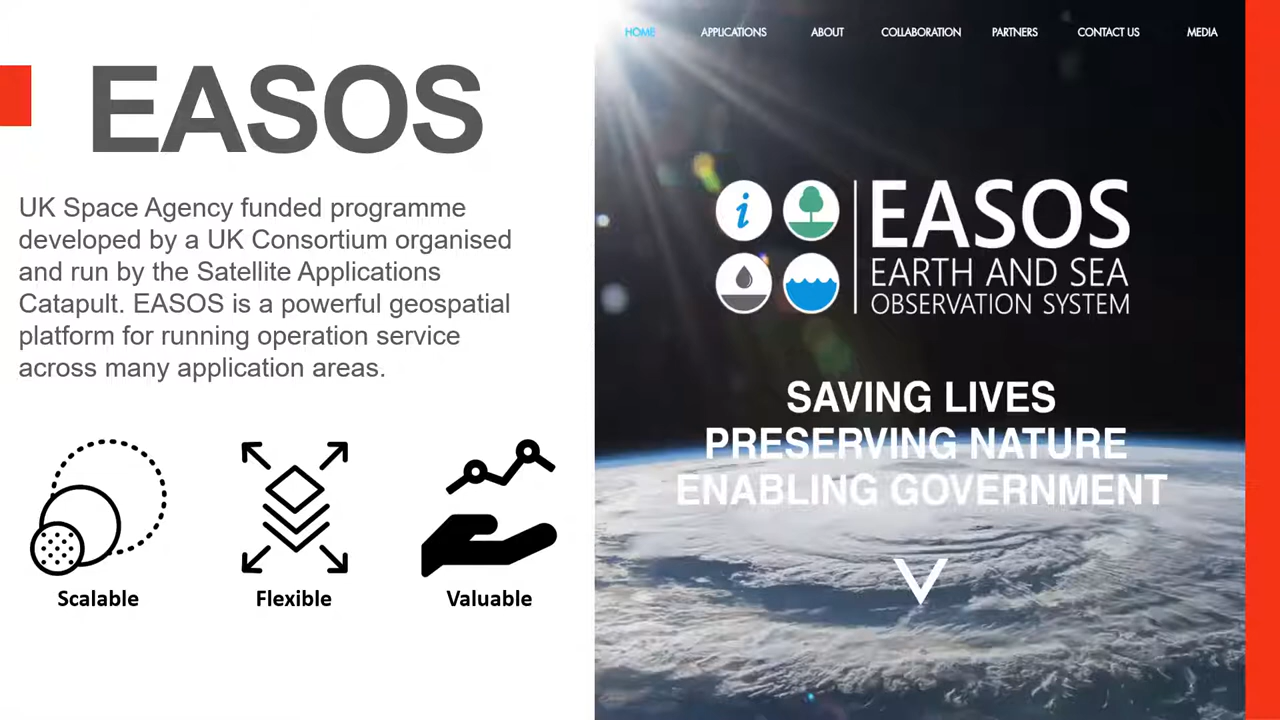 EASOS
UK Space Agency funded programme
developed by a UK Consortium organised
and run by the Satellite Applications
Catapult. EASOS is a powerful geospatial
platform for running operation service
across many application areas.
Scalable
Flexible
Valuable
HOME
APPLICATIONS
ABOUT
COLLABORATION
PARTNERS
CONTACT US
MEDIA
i
EASOS
EARTH AND SEA
OBSERVATION SYSTEM
SAVING LIVES
PRESERVING NATURE
ENABLING GOVERNMENT